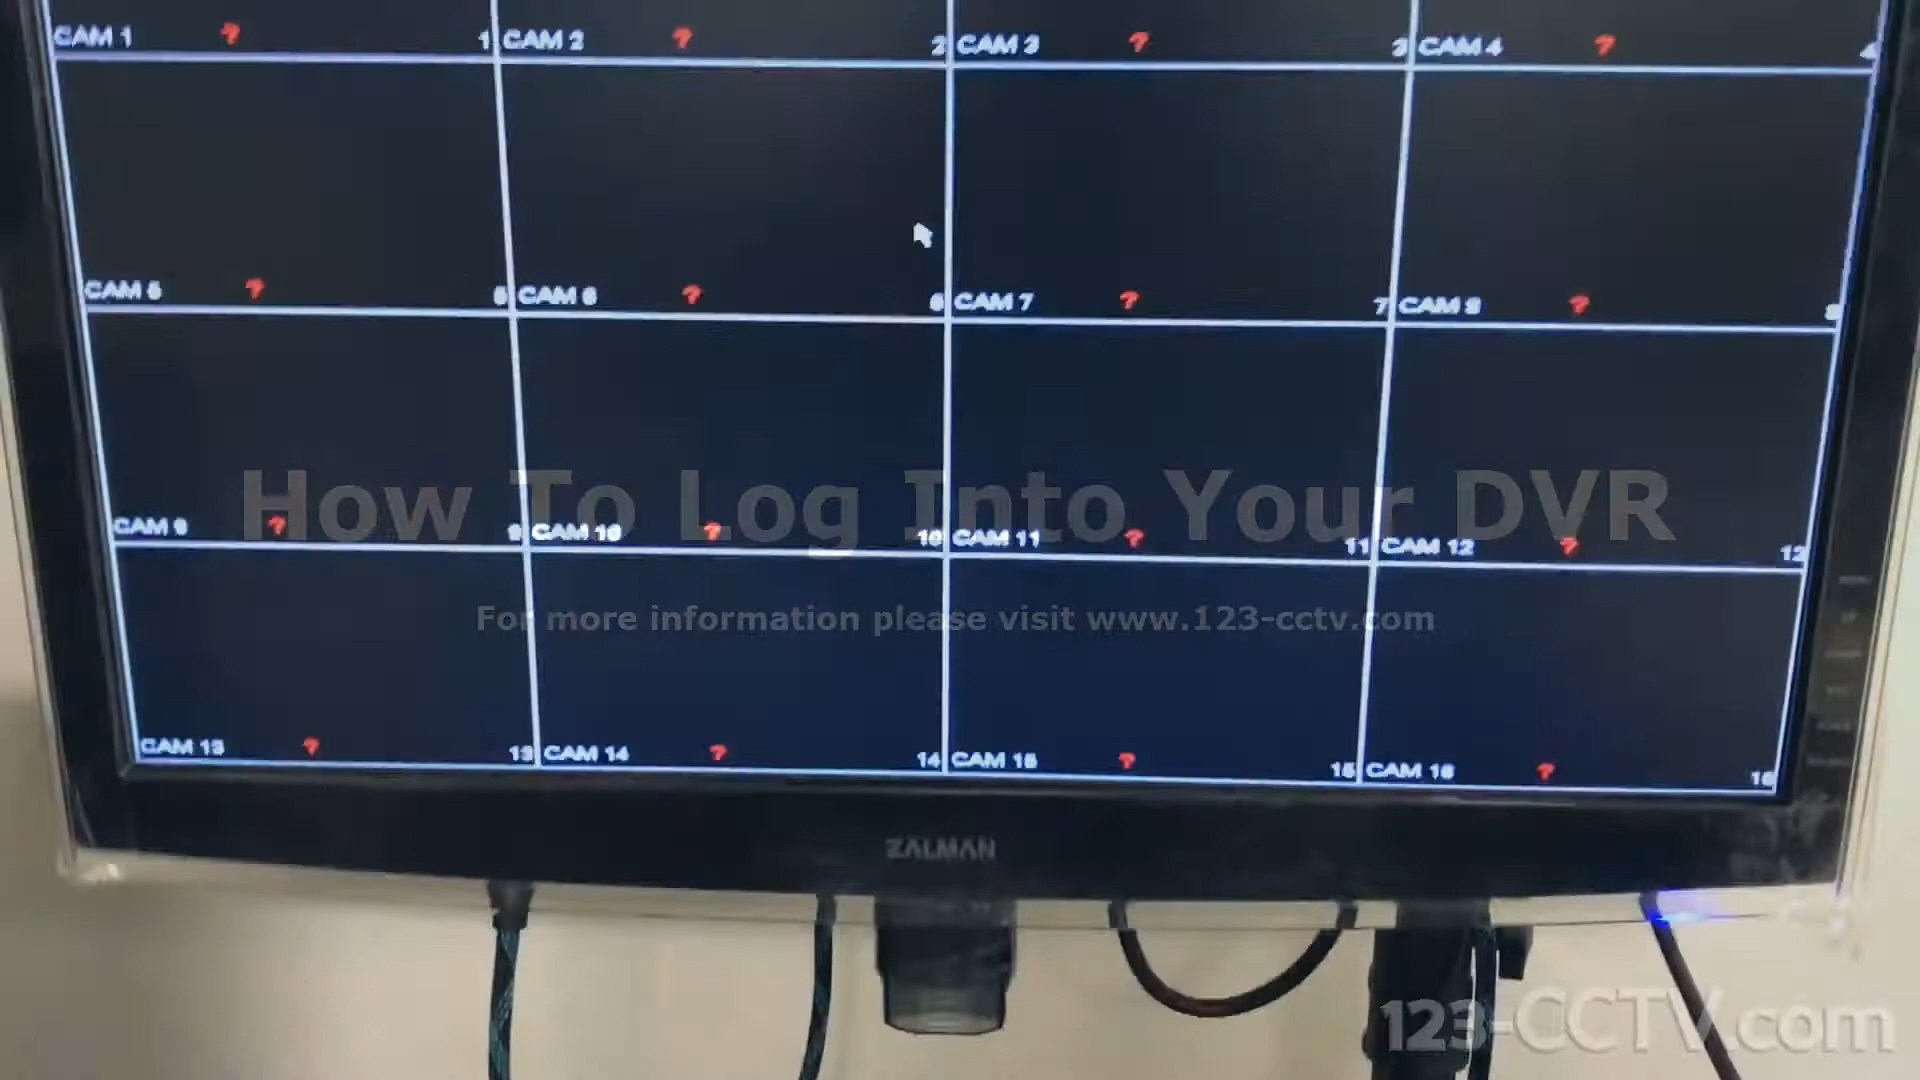 CAM 1 ? 1 CAM 2 ? 2 CAM 3 ? 3 CAM 4 ? 4
CAM 5 ? 5 CAM 6 ? 6 CAM 7 ? 7 CAM 8 ? 8
How To Log Into Your DVR
CAM 9 ? 9 CAM 10 ? 10 CAM 11 ? 11 CAM 12 ? 12
For more information please visit www.123-cctv.com
CAM 13 ? 13 CAM 14 ? 14 CAM 15 ? 15 CAM 16 ? 16
ZALMAN
123-CCTV.com